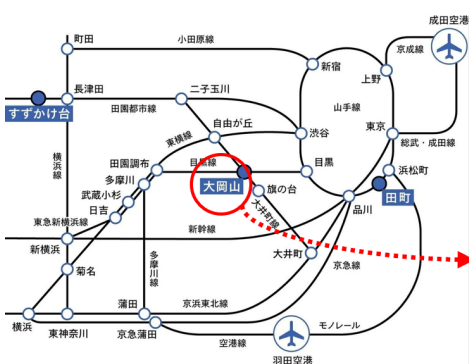 成田空港
町田
小田原線
京成線
新宿
上野
長津田
二子玉川
山手線
すずかけ台
田園都市線
自由が丘
渋谷
東京
総武・成田線
東横線
横浜線
田園調布
目黒線
目黒
浜松町
多摩川
大岡山
旗の台
田町
武蔵小杉
日吉
大井町線
品川
東急新横浜線
新幹線
新横浜
大井町
京急線
菊名
多摩川線
蒲田
京浜東北線
横浜
東神奈川
京急蒲田
モノレール
空港線
羽田空港